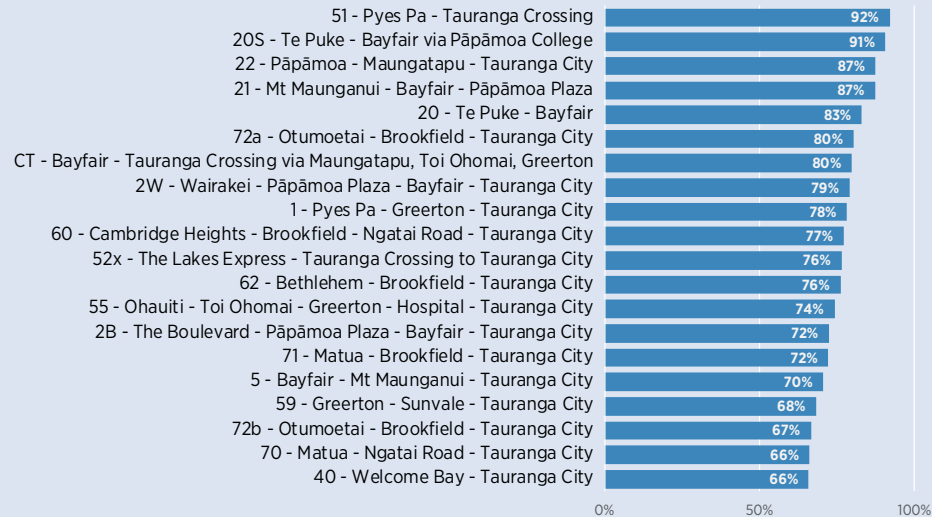 51 - Pyes Pa - Tauranga Crossing 92%
20S - Te Puke - Bayfair via Pāpāmoa College 91%
22 - Pāpāmoa - Maungatapu - Tauranga City 87%
21 - Mt Maunganui - Bayfair - Pāpāmoa Plaza 87%
20 - Te Puke - Bayfair 83%
72a - Otumoetai - Brookfield - Tauranga City 80%
CT - Bayfair - Tauranga Crossing via Maungatapu, Toi Ohomai, Greerton 80%
2W - Wairakei - Pāpāmoa Plaza - Bayfair - Tauranga City 79%
1 - Pyes Pa - Greerton - Tauranga City 78%
60 - Cambridge Heights - Brookfield - Ngatai Road - Tauranga City 77%
52x - The Lakes Express - Tauranga Crossing to Tauranga City 76%
62 - Bethlehem - Brookfield - Tauranga City 76%
55 - Ohauiti - Toi Ohomai - Greerton - Hospital - Tauranga City 74%
2B - The Boulevard - Pāpāmoa Plaza - Bayfair - Tauranga City 72%
71 - Matua - Brookfield - Tauranga City 72%
5 - Bayfair - Mt Maunganui - Tauranga City 70%
59 - Greerton - Sunvale - Tauranga City 68%
72b - Otumoetai - Brookfield - Tauranga City 67%
70 - Matua - Ngatai Road - Tauranga City 66%
40 - Welcome Bay - Tauranga City 66%
0% 50% 100%